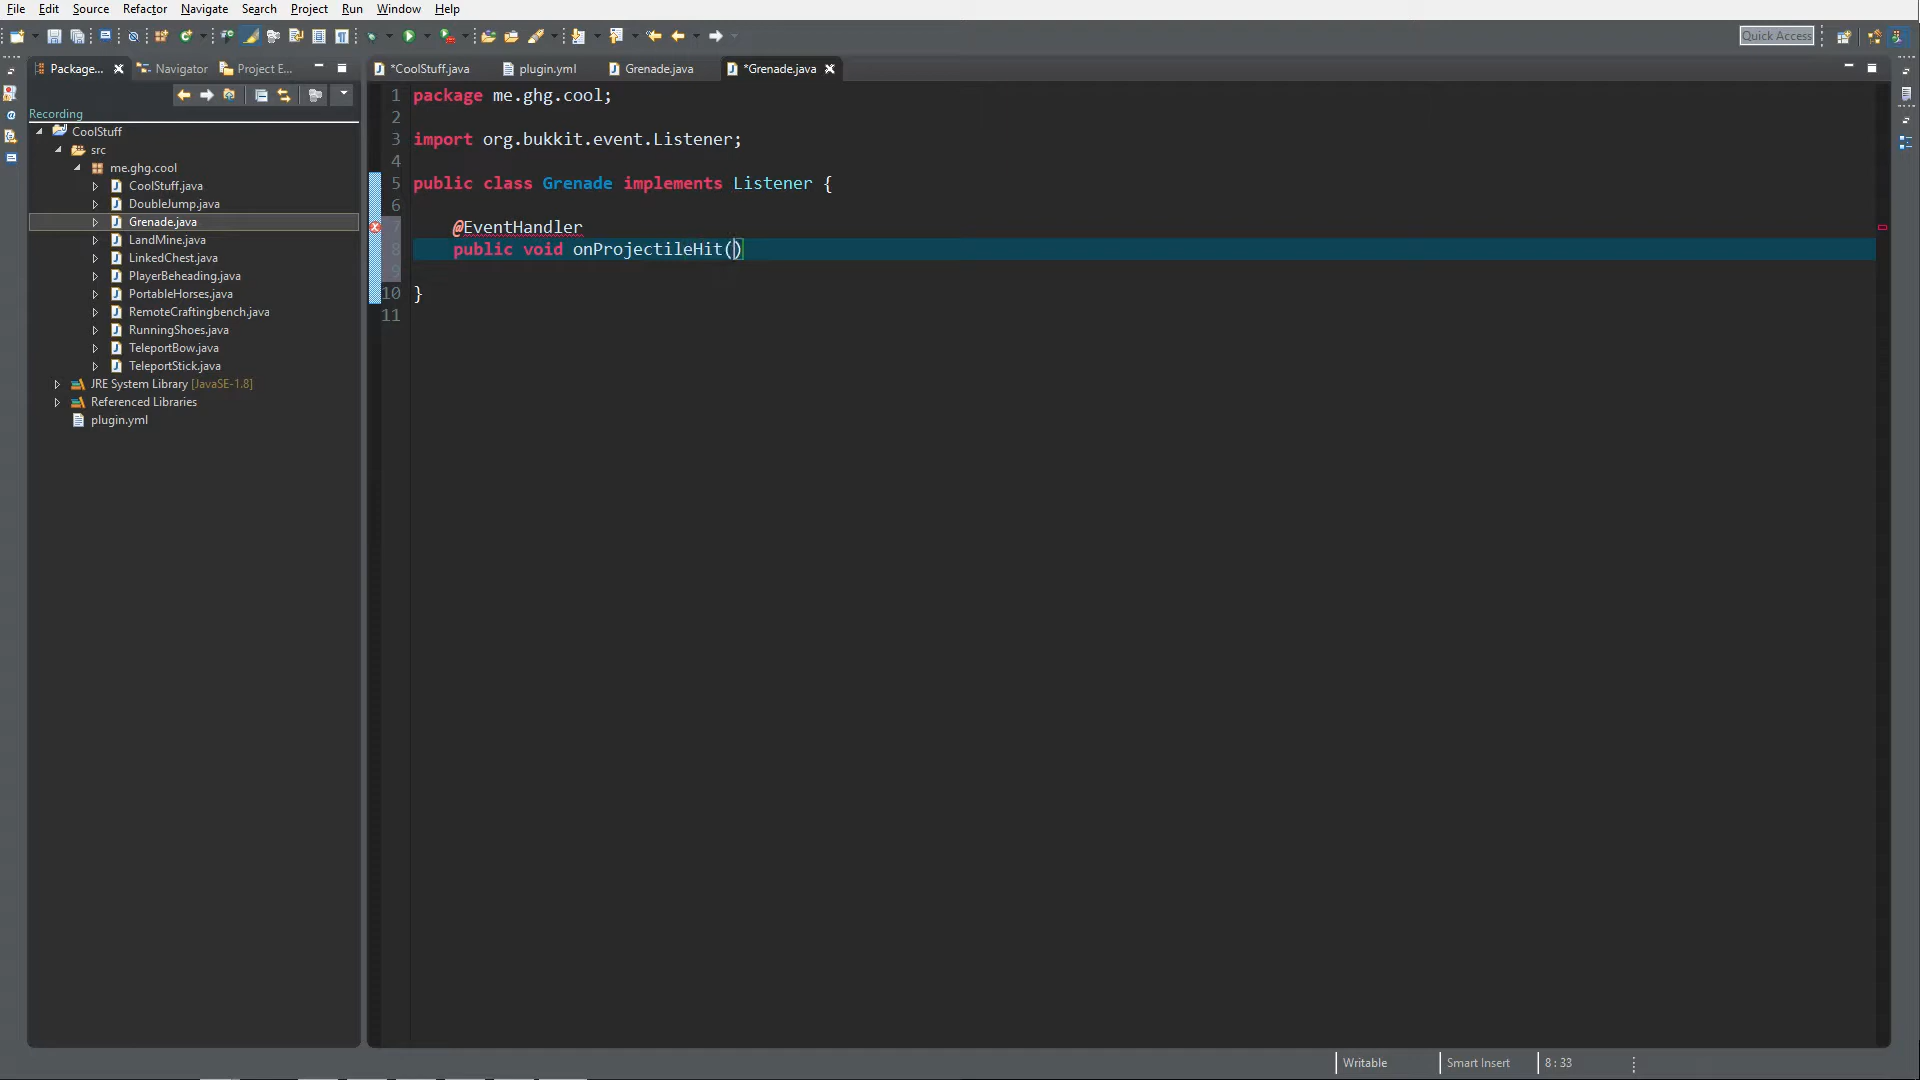 File Edit Source Refactor Navigate Search Project Run Window Help
Quick Access
Package... Navigator Project E...
*CoolStuff.java plugin.yml Grenade.java *Grenade.java
Recording
CoolStuff
src
me.ghg.cool
CoolStuff.java
DoubleJump.java
Grenade.java
LandMine.java
LinkedChest.java
PlayerBeheading.java
PortableHorses.java
RemoteCraftingbench.java
RunningShoes.java
TeleportBow.java
TeleportStick.java
JRE System Library [JavaSE-1.8]
Referenced Libraries
plugin.yml
1 package me.ghg.cool;
2
3 import org.bukkit.event.Listener;
4
5 public class Grenade implements Listener {
6
7 @EventHandler
8 public void onProjectileHit()
9
10 }
11
Writable Smart Insert 8 : 33